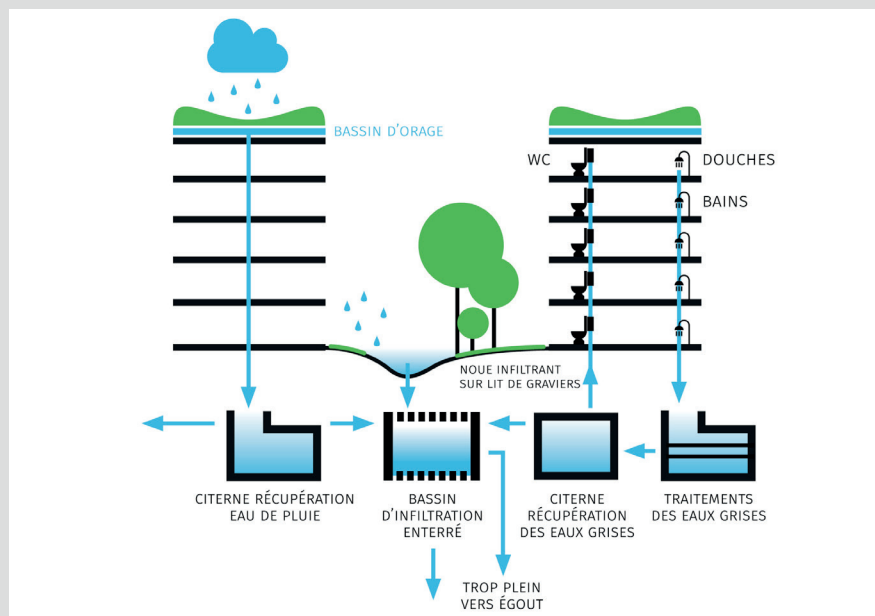 BASSIN D'ORAGE
WC
DOUCHES
BAINS
NOUE INFILTRANT
SUR LIT DE GRAVIERS
CITERNE RÉCUPÉRATION
EAU DE PLUIE
BASSIN
D'INFILTRATION
ENTERRÉ
CITERNE
RÉCUPÉRATION
DES EAUX GRISES
TRAITEMENTS
DES EAUX GRISES
TROP PLEIN
VERS ÉGOUT